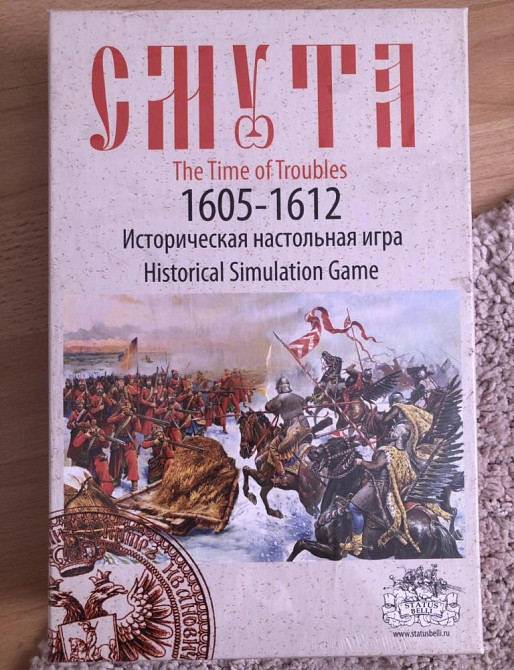 СМУТА
The Time of Troubles
1605-1612
Историческая настольная игра
Historical Simulation Game
STATUS
BELLI
www.statusbelli.ru